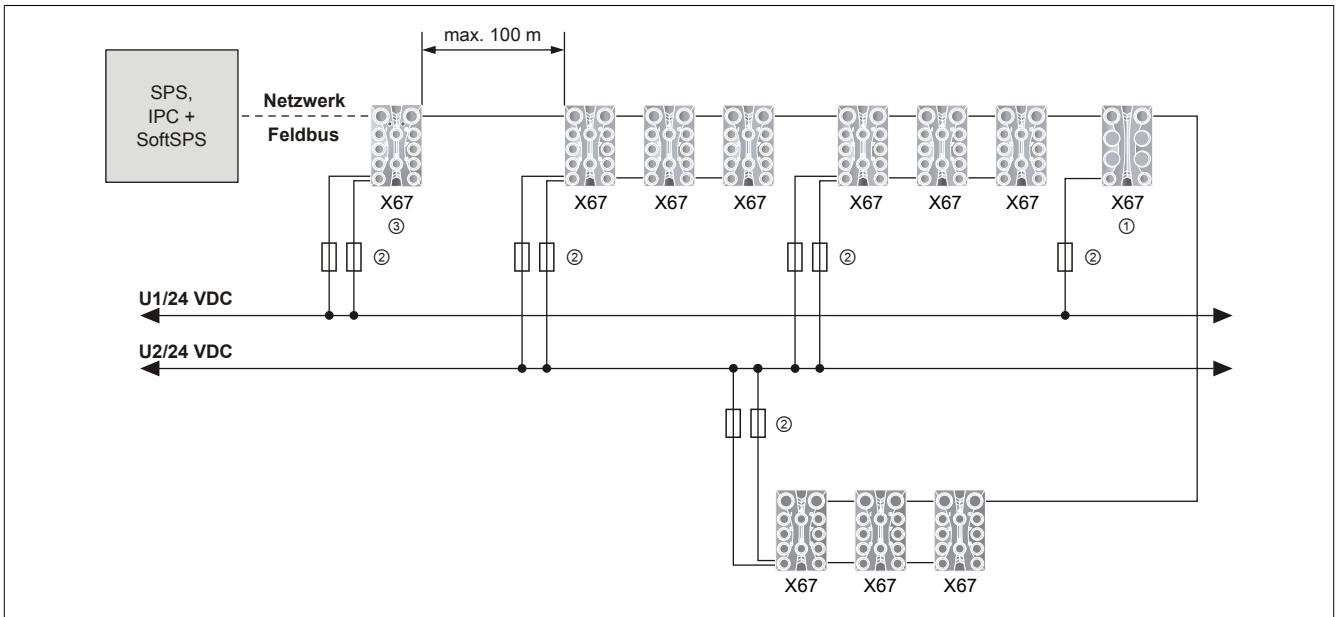 max. 100 m
SPS,
IPC +
SoftSPS
Netzwerk
Feldbus
X67
X67
X67
X67
X67
X67
X67
X67
③
①
②
②
②
②
U1/24 VDC
U2/24 VDC
②
X67
X67
X67